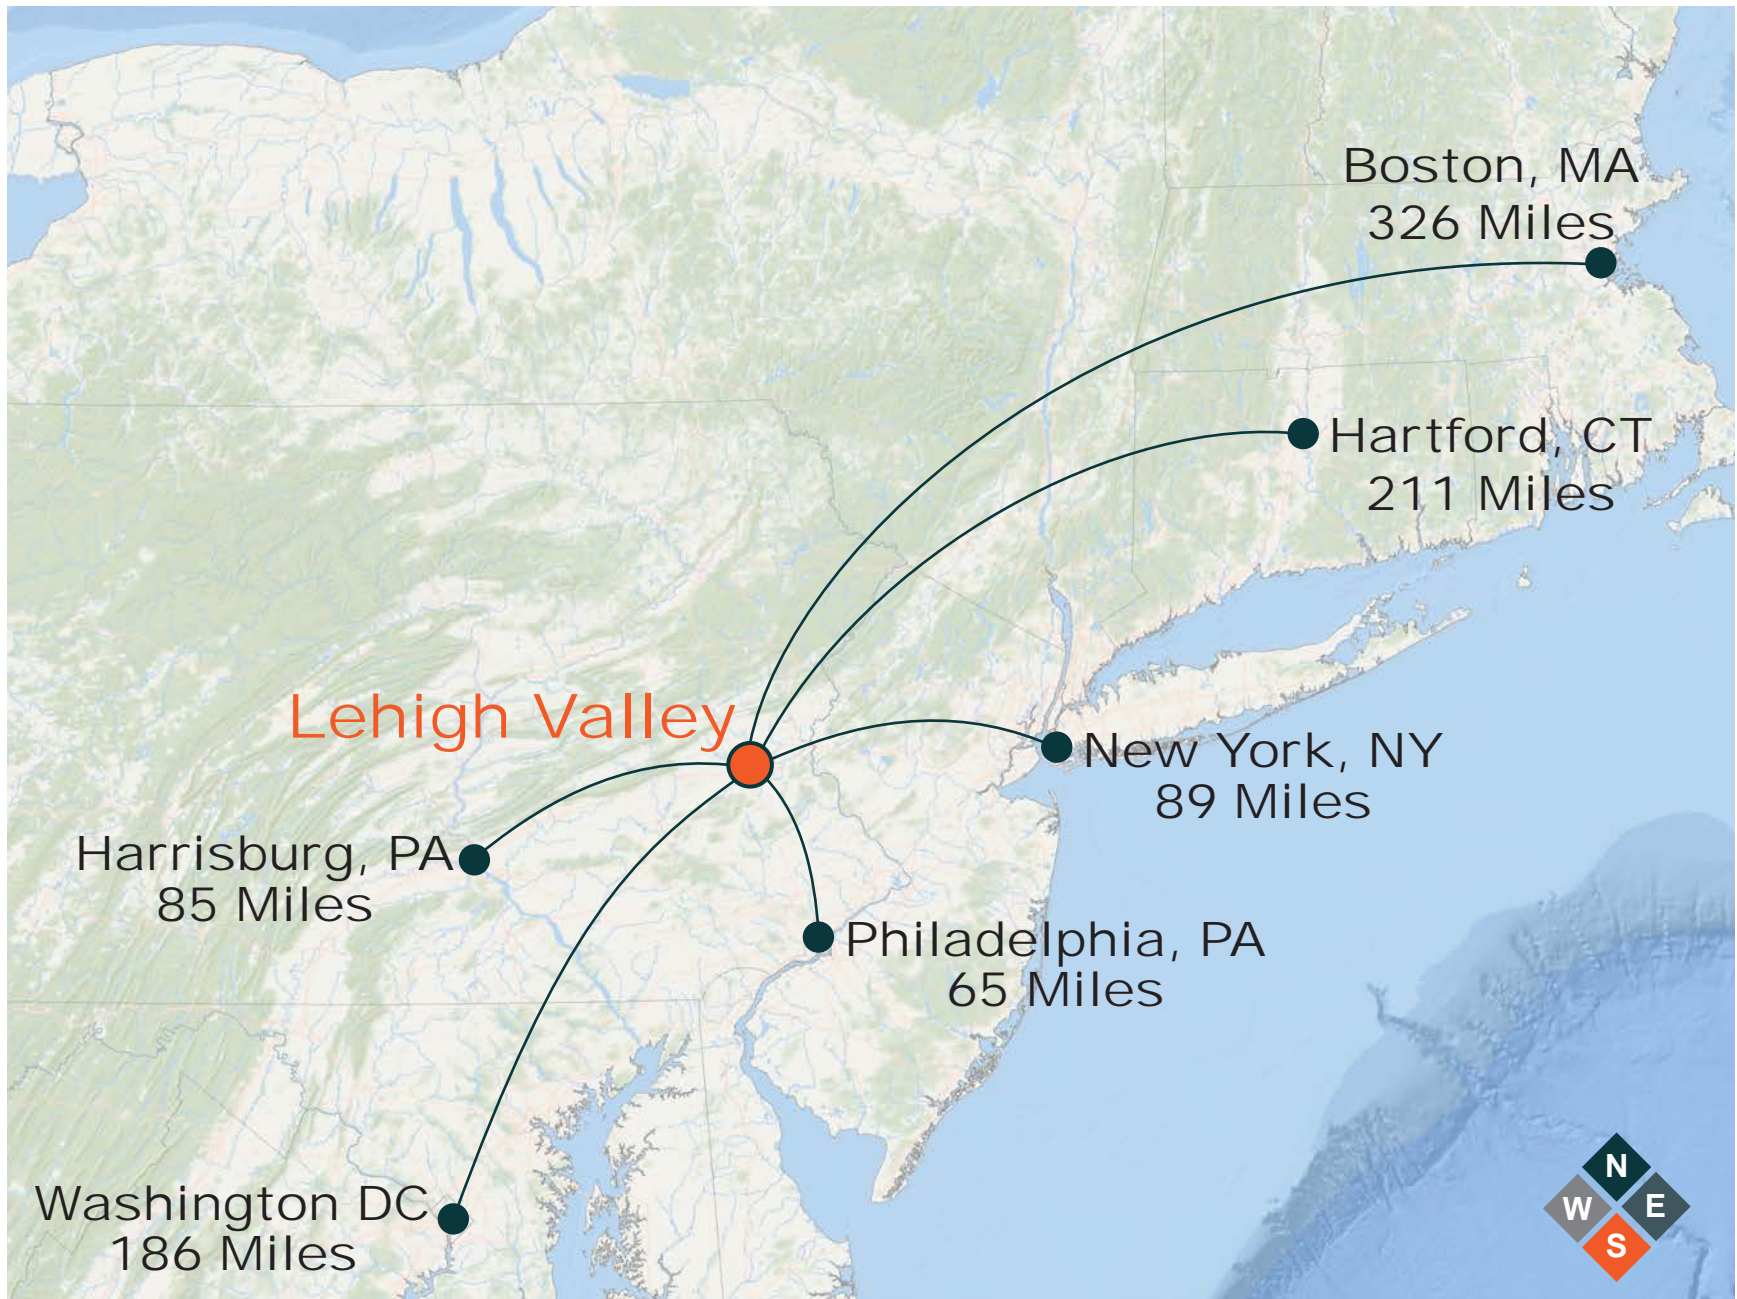 Boston, MA
326 Miles
Hartford, CT
211 Miles
Lehigh Valley
New York, NY
89 Miles
Harrisburg, PA
85 Miles
Philadelphia, PA
65 Miles
Washington DC
186 Miles
N
W E
S